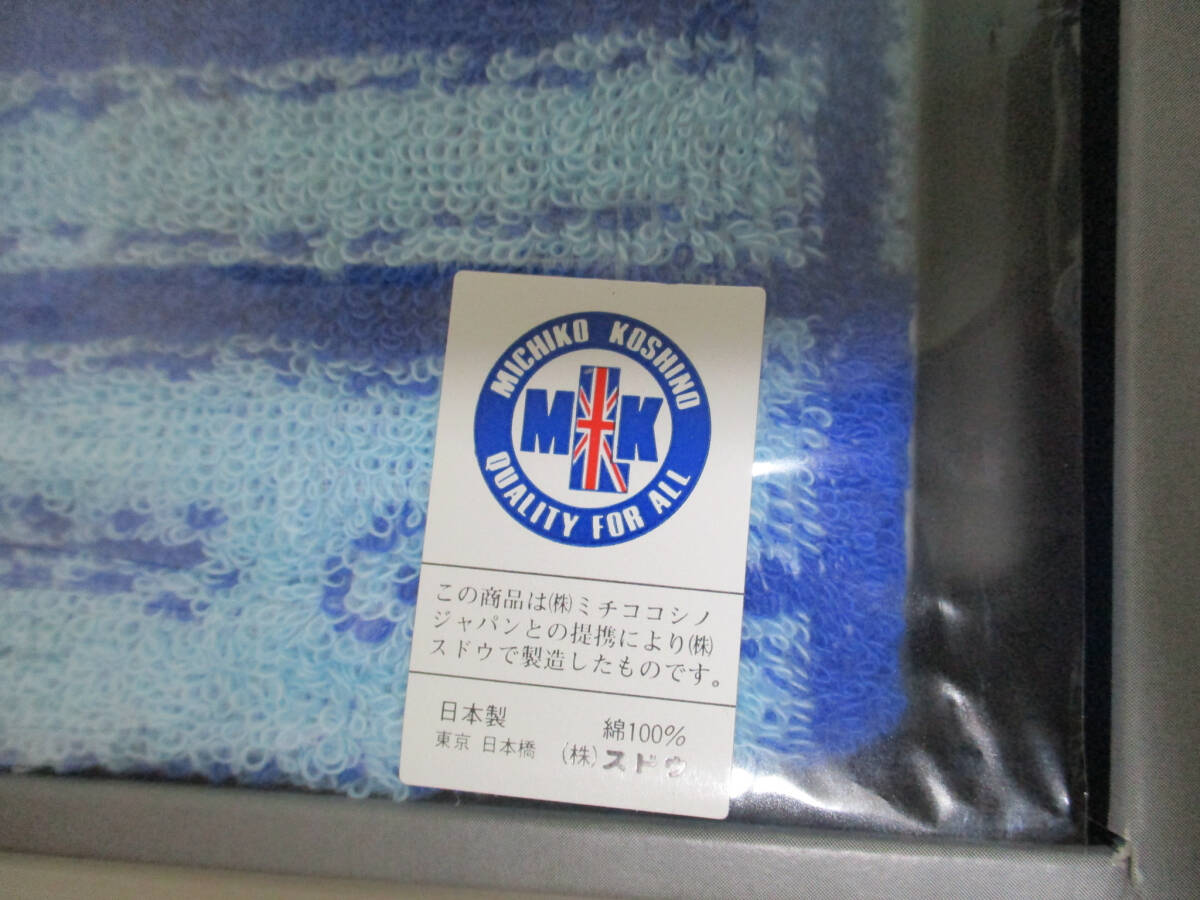 MICHIKO KOSHINO
MK
QUALITY FOR ALL
この商品は㈱ミチココシノ
ジャパンとの提携により㈱
スドウで製造したものです。
日本製 綿100%
東京 日本橋 (株)スドウ